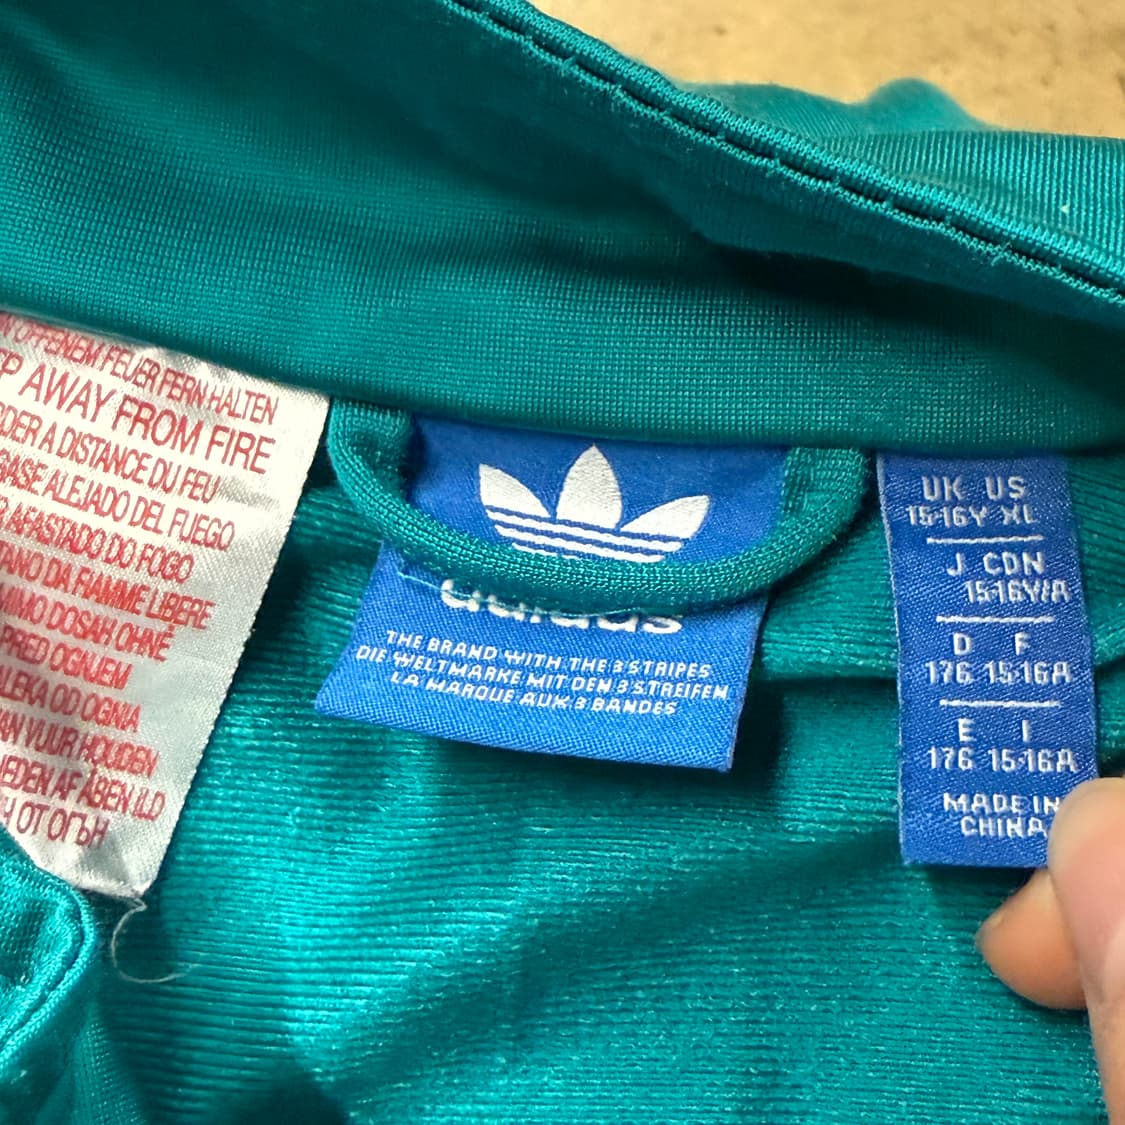 OFFENEM FEUER FERN HALTEN
AWAY FROM FIRE
A DISTANCE DU FEU
ALEJADO DEL FUEGO
AFASTADO DO FOGO
DA FIAMME LIBERE
DOSAH OHNĚ
PRED OGNJEM
OD OGNIA
VUUR HOUDEN
AF ÅBEN ILD
ОТ ОГЪН
adidas
THE BRAND WITH THE 3 STRIPES
DIE WELTMARKE MIT DEN 3 STREIFEN
LA MARQUE AUX 3 BANDES
UK US
15-16Y XL
J CDN
15-16Y/A
D F
176 15-16A
E I
176 15-16A
MADE IN
CHINA